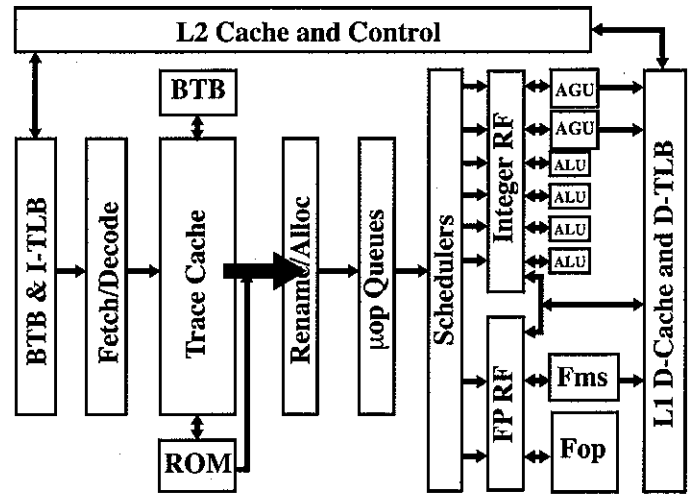 L2 Cache and Control
BTB
BTB & I-TLB
Fetch/Decode
Trace Cache
ROM
Rename/Alloc
µop Queues
Schedulers
Integer RF
FP RF
AGU
AGU
ALU
ALU
ALU
ALU
Fms
Fop
L1 D-Cache and D-TLB